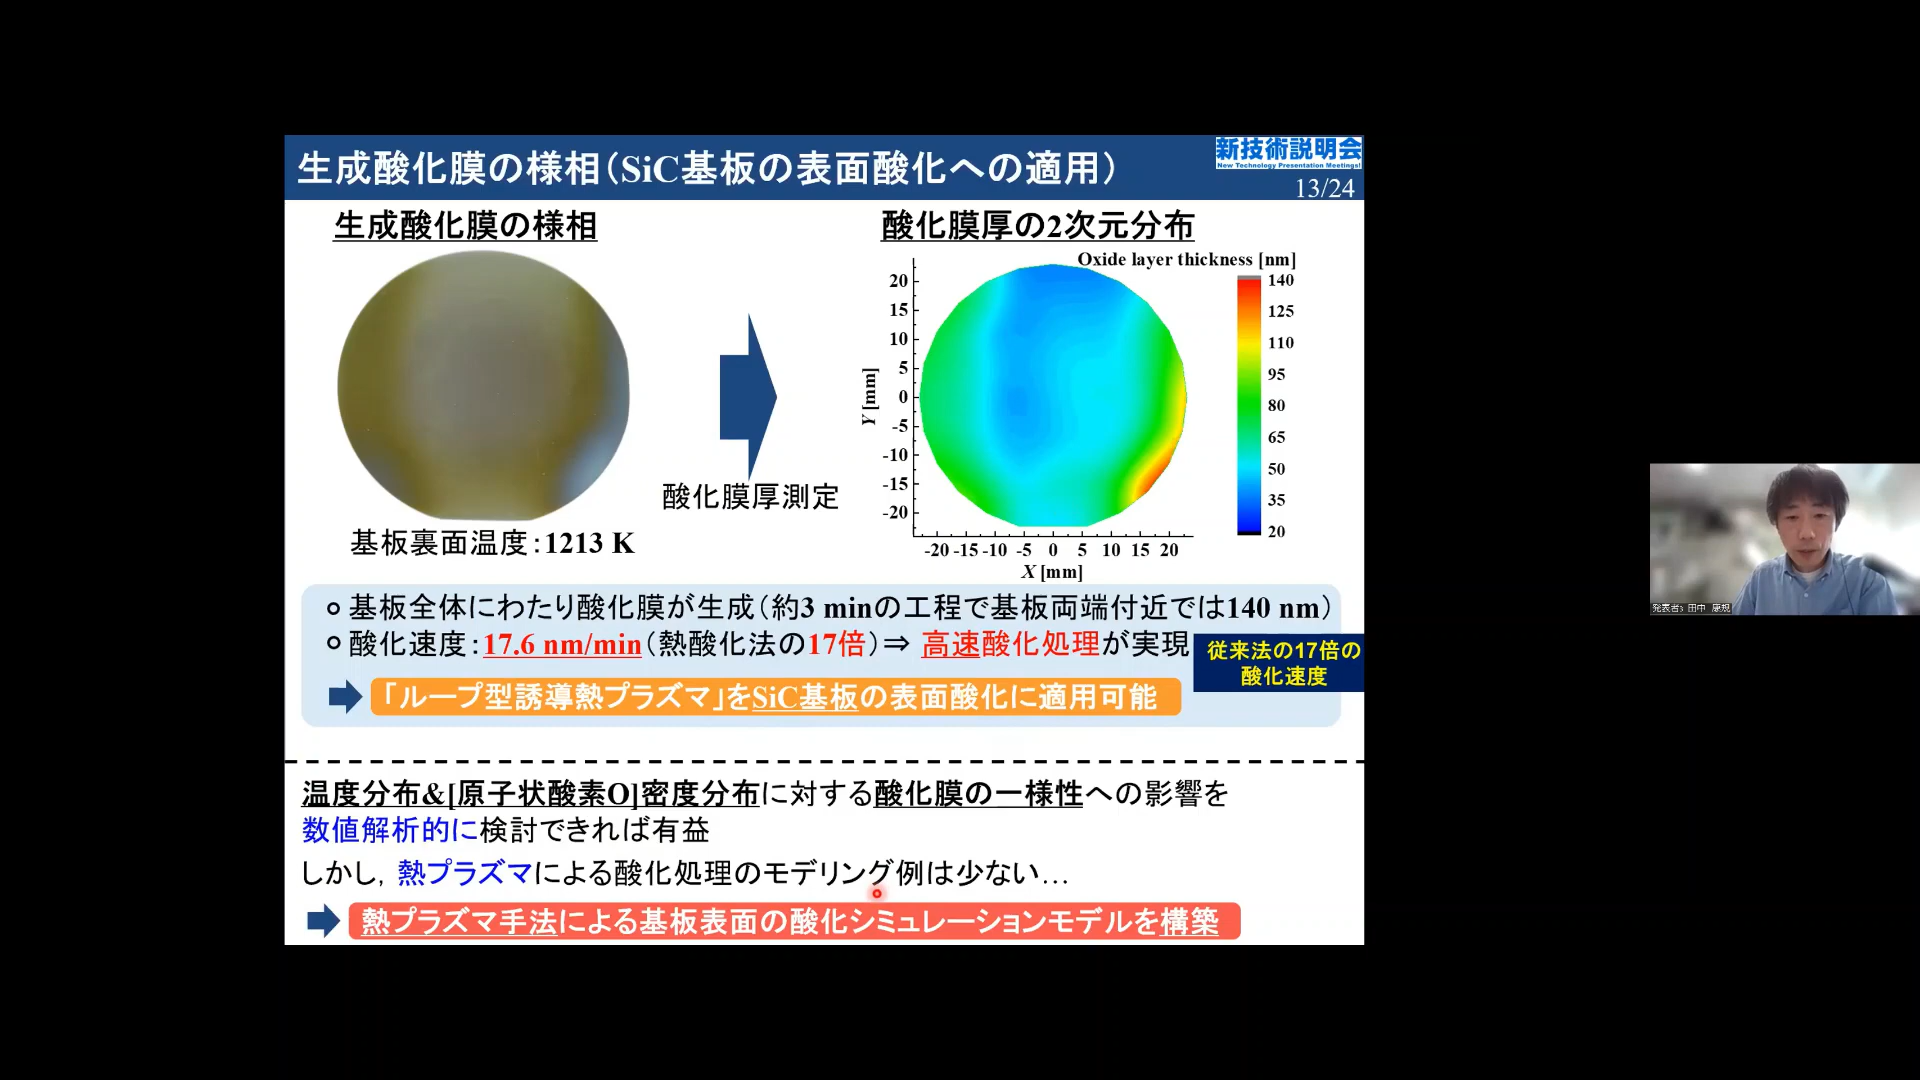 生成酸化膜の様相(SiC基板の表面酸化への適用)
新技術説明会
New Technology Presentation Meetings!
13/24
生成酸化膜の様相
基板裏面温度:1213 K
酸化膜厚測定
酸化膜厚の2次元分布
Oxide layer thickness [nm]
20
15
10
5
0
-5
-10
-15
-20
Y [mm]
-20 -15 -10 -5 0 5 10 15 20
X [mm]
140
125
110
95
80
65
50
35
20
基板全体にわたり酸化膜が生成(約3 minの工程で基板両端付近では140 nm)
酸化速度:17.6 nm/min(熱酸化法の17倍)⇒ 高速酸化処理が実現
従来法の17倍の
酸化速度
「ループ型誘導熱プラズマ」をSiC基板の表面酸化に適用可能
温度分布&[原子状酸素O]密度分布に対する酸化膜の一様性への影響を
数値解析的に検討できれば有益
しかし, 熱プラズマによる酸化処理のモデリング例は少ない…
熱プラズマ手法による基板表面の酸化シミュレーションモデルを構築
発表者: 田中 康規